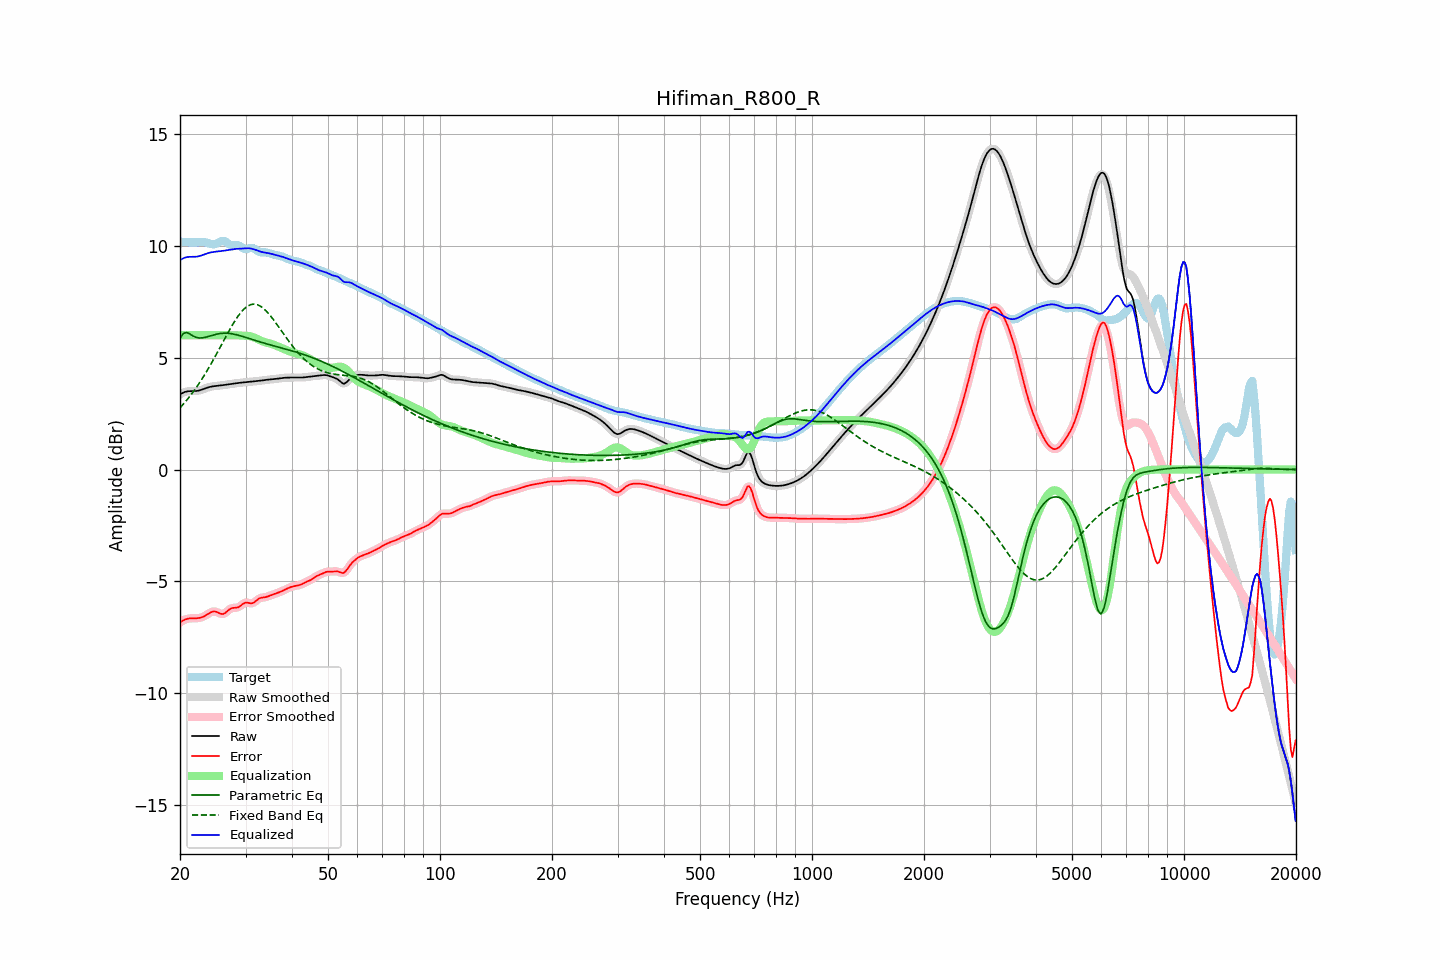 Hifiman_R800_R
Amplitude (dBr)
15
10
5
0
−5
−10
−15
Target
Raw Smoothed
Error Smoothed
Raw
Error
Equalization
Parametric Eq
Fixed Band Eq
Equalized
20 50 100 200 500 1000 2000 5000 10000 20000
Frequency (Hz)